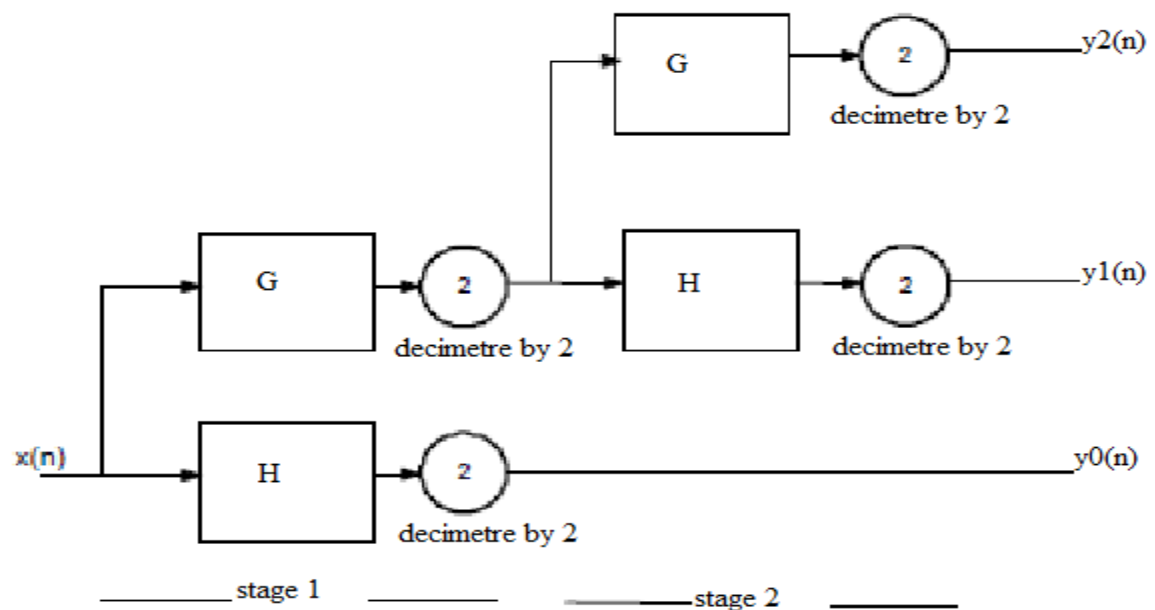 G
2
y2(n)
decimetre by 2
G
2
decimetre by 2
H
2
y1(n)
decimetre by 2
x(n)
H
2
y0(n)
decimetre by 2
stage 1
stage 2